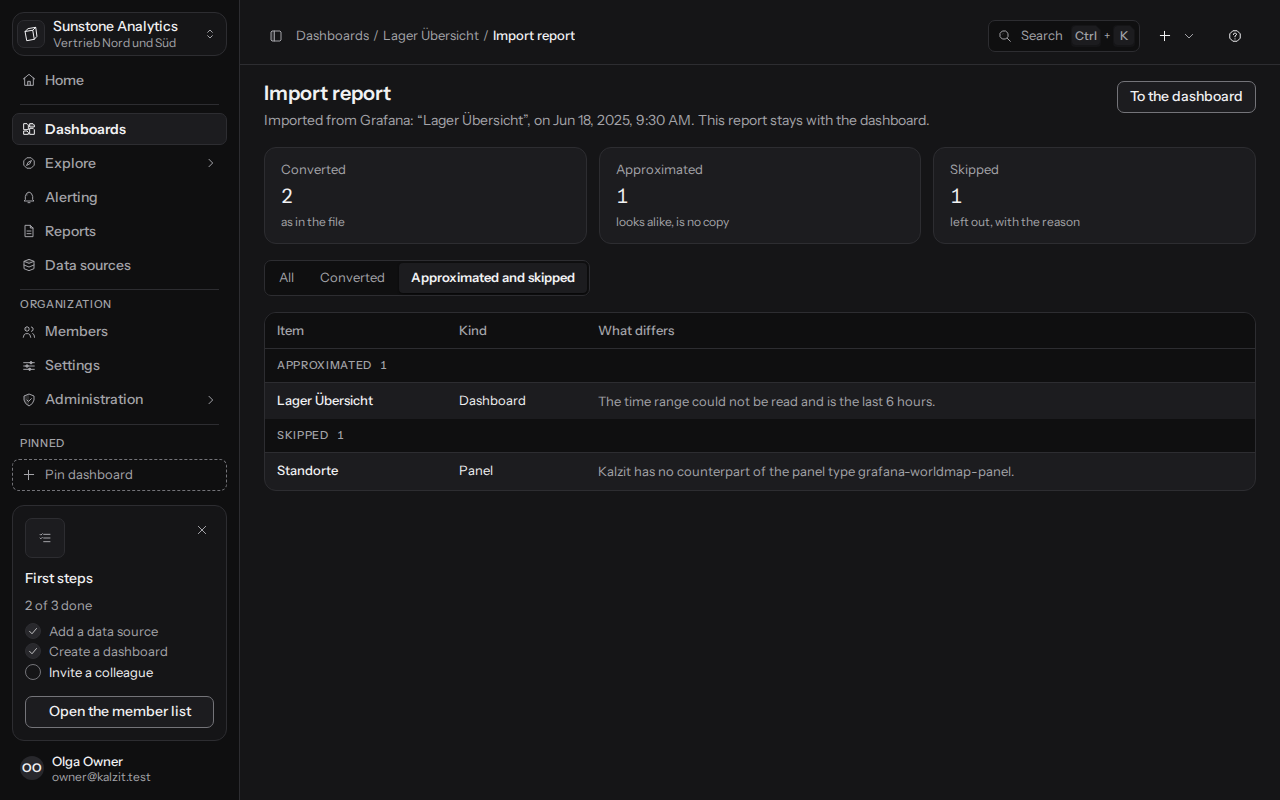 Sunstone Analytics
Vertrieb Nord und Süd
Home
Dashboards
Explore
Alerting
Reports
Data sources
ORGANIZATION
Members
Settings
Administration
PINNED
Pin dashboard
First steps
2 of 3 done
Add a data source
Create a dashboard
Invite a colleague
Open the member list
OO
Olga Owner
owner@kalzit.test
Dashboards / Lager Übersicht / Import report
Search Ctrl + K
Import report
To the dashboard
Imported from Grafana: “Lager Übersicht”, on Jun 18, 2025, 9:30 AM. This report stays with the dashboard.
Converted
2
as in the file
Approximated
1
looks alike, is no copy
Skipped
1
left out, with the reason
All Converted Approximated and skipped
Item Kind What differs
APPROXIMATED 1
Lager Übersicht Dashboard The time range could not be read and is the last 6 hours.
SKIPPED 1
Standorte Panel Kalzit has no counterpart of the panel type grafana-worldmap-panel.